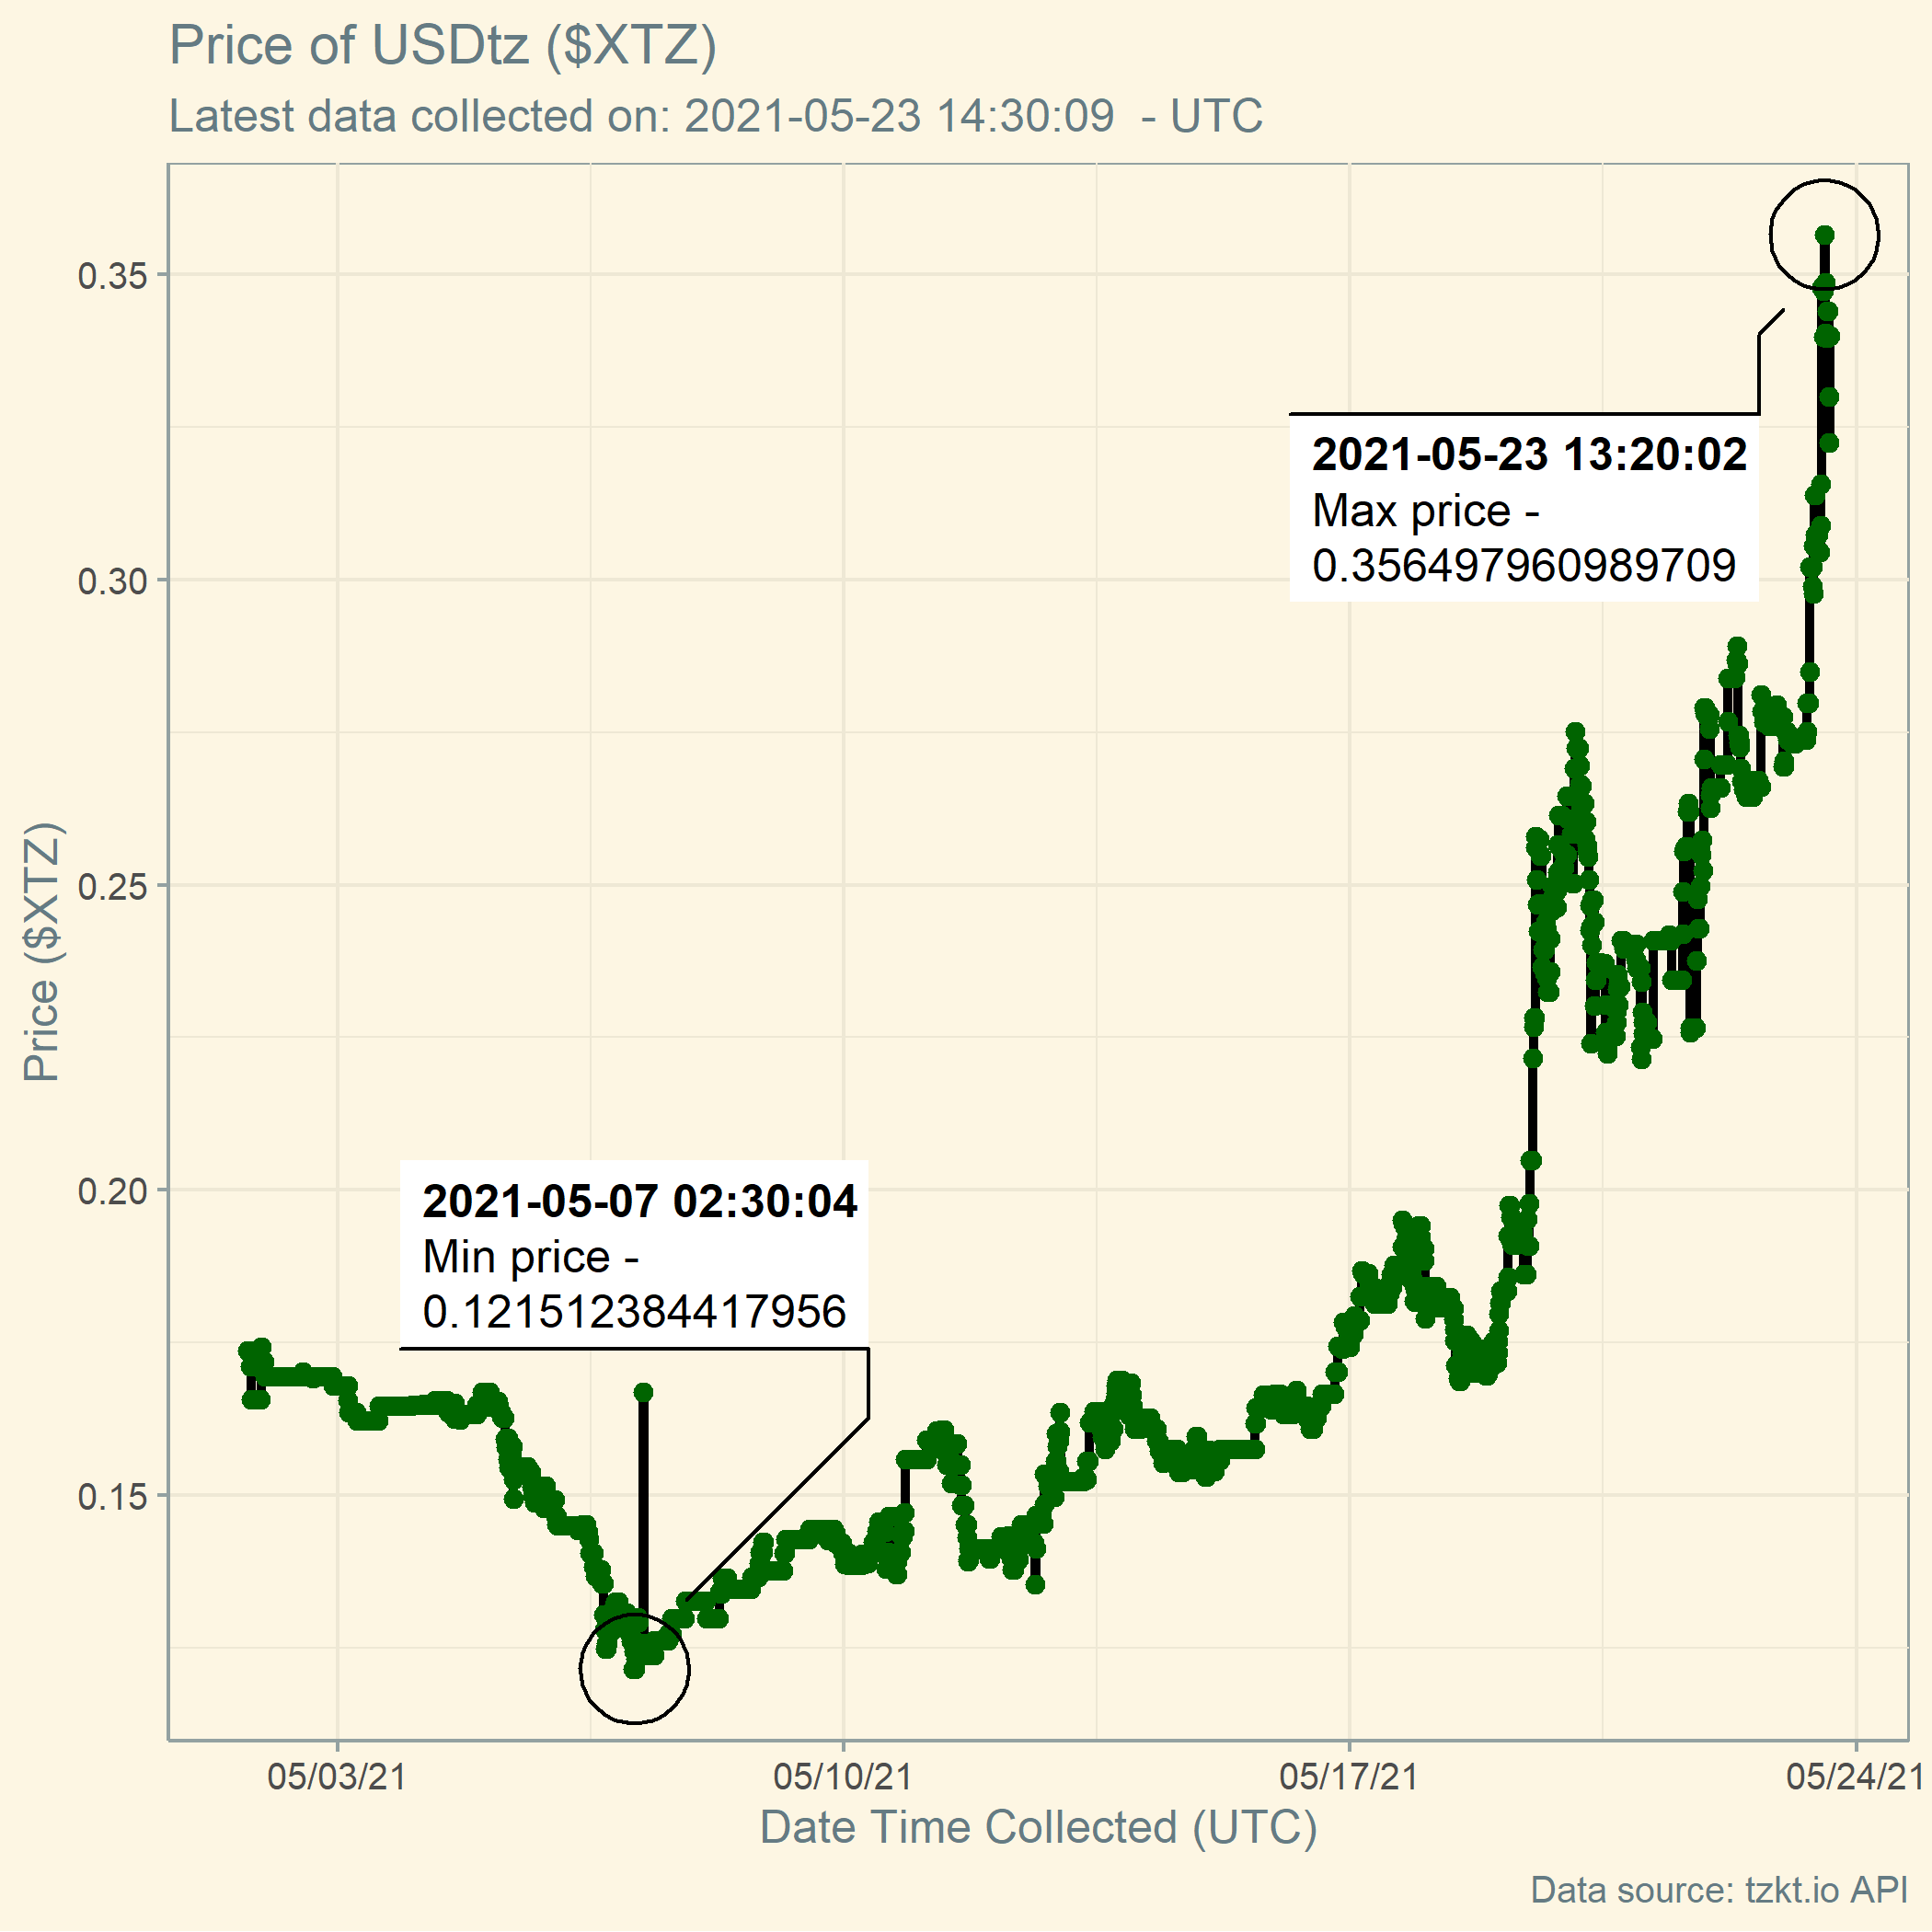 Price of USDtz ($XTZ)
Latest data collected on: 2021-05-23 14:30:09  - UTC
0.35
2021-05-23 13:20:02
Max price -
0.356497960989709
0.30
0.25
Price ($XTZ)
0.20
2021-05-07 02:30:04
Min price -
0.121512384417956
0.15
05/03/21
05/10/21
05/17/21
05/24/21
Date Time Collected (UTC)
Data source: tzkt.io API